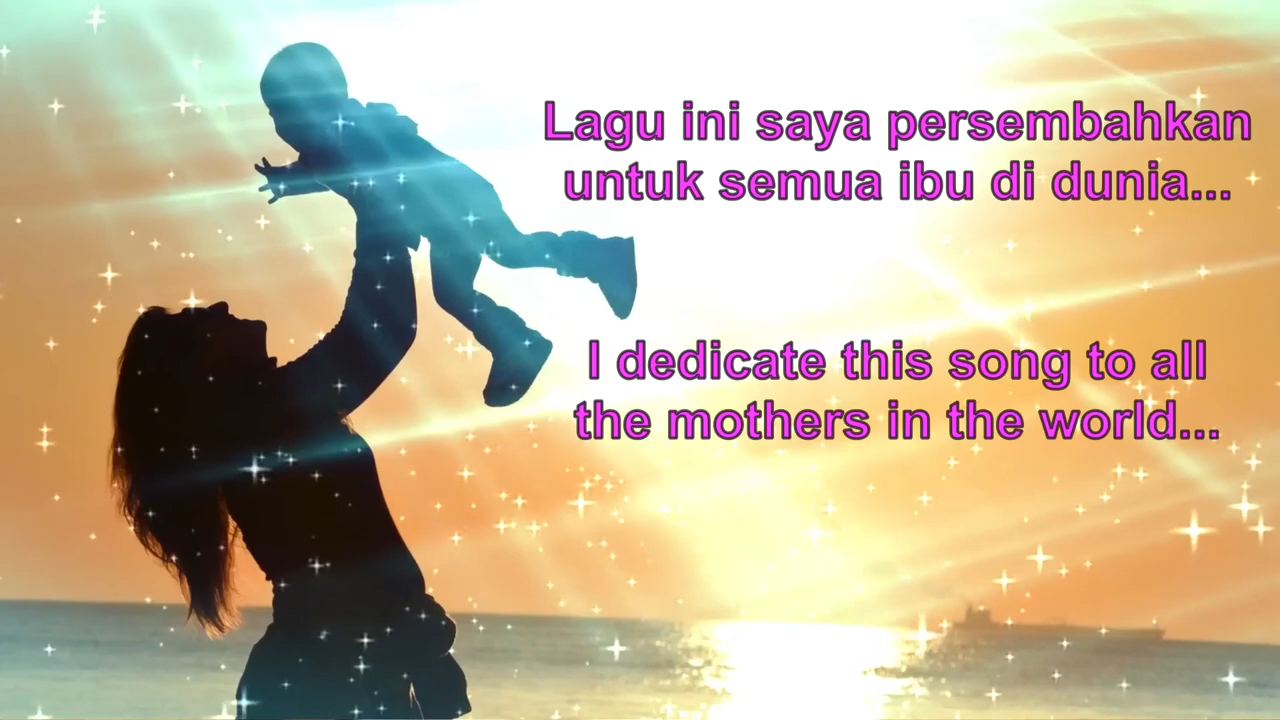 Lagu ini saya persembahkan
untuk semua ibu di dunia...
I dedicate this song to all
the mothers in the world...